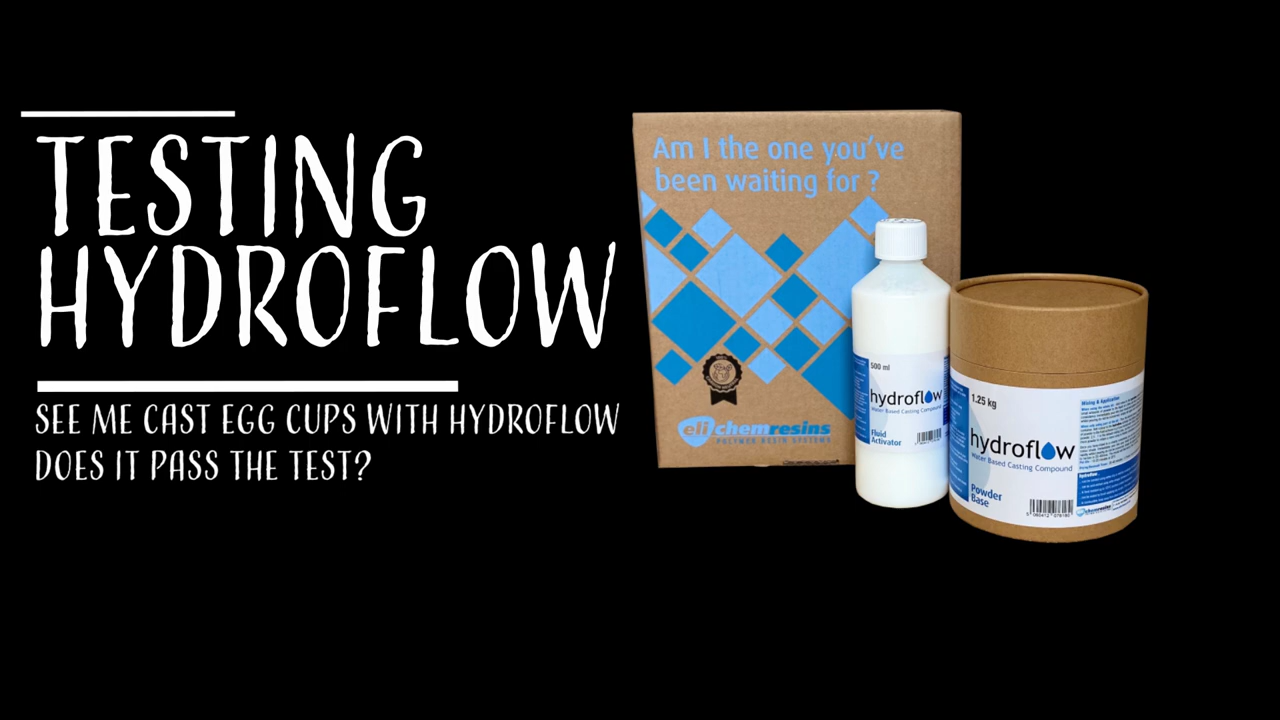 TESTING
HYDROFLOW
SEE ME CAST EGG CUPS WITH HYDROFLOW
DOES IT PASS THE TEST?
Am I the one you've
been waiting for ?
elichemresins
POLYMER RESIN SYSTEMS
500 ml
hydroflow
Water Based Casting Compound
Fluid
Activator
1.25 kg
hydroflow
Water Based Casting Compound
Powder
Base
Mixing & Application